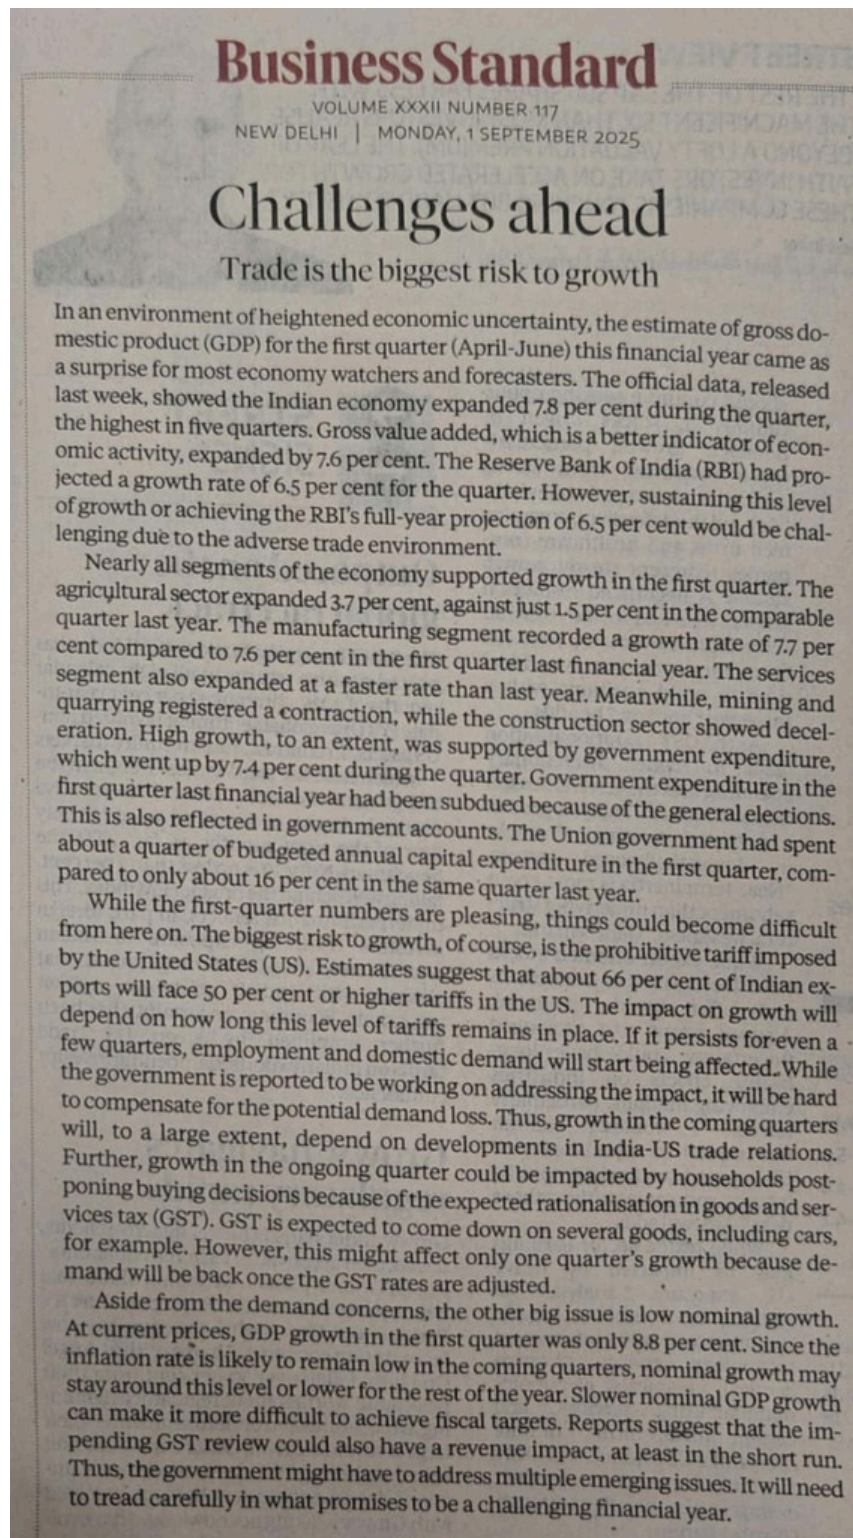 Business Standard
VOLUME XXXII NUMBER 117
NEW DELHI | MONDAY, 1 SEPTEMBER 2025
Challenges ahead
Trade is the biggest risk to growth
In an environment of heightened economic uncertainty, the estimate of gross do-
mestic product (GDP) for the first quarter (April-June) this financial year came as
a surprise for most economy watchers and forecasters. The official data, released
last week, showed the Indian economy expanded 7.8 per cent during the quarter,
the highest in five quarters. Gross value added, which is a better indicator of econ-
omic activity, expanded by 7.6 per cent. The Reserve Bank of India (RBI) had pro-
jected a growth rate of 6.5 per cent for the quarter. However, sustaining this level
of growth or achieving the RBI's full-year projection of 6.5 per cent would be chal-
lenging due to the adverse trade environment.
Nearly all segments of the economy supported growth in the first quarter. The
agricultural sector expanded 3.7 per cent, against just 1.5 per cent in the comparable
quarter last year. The manufacturing segment recorded a growth rate of 7.7 per
cent compared to 7.6 per cent in the first quarter last financial year. The services
segment also expanded at a faster rate than last year. Meanwhile, mining and
quarrying registered a contraction, while the construction sector showed decel-
eration. High growth, to an extent, was supported by government expenditure,
which went up by 7.4 per cent during the quarter. Government expenditure in the
first quarter last financial year had been subdued because of the general elections.
This is also reflected in government accounts. The Union government had spent
about a quarter of budgeted annual capital expenditure in the first quarter, com-
pared to only about 16 per cent in the same quarter last year.
While the first-quarter numbers are pleasing, things could become difficult
from here on. The biggest risk to growth, of course, is the prohibitive tariff imposed
by the United States (US). Estimates suggest that about 66 per cent of Indian ex-
ports will face 50 per cent or higher tariffs in the US. The impact on growth will
depend on how long this level of tariffs remains in place. If it persists for even a
few quarters, employment and domestic demand will start being affected. While
the government is reported to be working on addressing the impact, it will be hard
to compensate for the potential demand loss. Thus, growth in the coming quarters
will, to a large extent, depend on developments in India-US trade relations.
Further, growth in the ongoing quarter could be impacted by households post-
poning buying decisions because of the expected rationalisation in goods and ser-
vices tax (GST). GST is expected to come down on several goods, including cars,
for example. However, this might affect only one quarter's growth because de-
mand will be back once the GST rates are adjusted.
Aside from the demand concerns, the other big issue is low nominal growth.
At current prices, GDP growth in the first quarter was only 8.8 per cent. Since the
inflation rate is likely to remain low in the coming quarters, nominal growth may
stay around this level or lower for the rest of the year. Slower nominal GDP growth
can make it more difficult to achieve fiscal targets. Reports suggest that the im-
pending GST review could also have a revenue impact, at least in the short run.
Thus, the government might have to address multiple emerging issues. It will need
to tread carefully in what promises to be a challenging financial year.